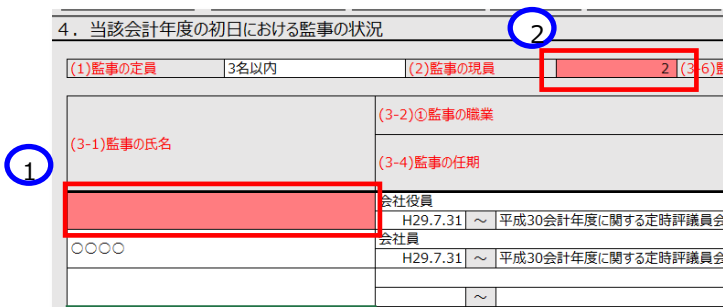 4．当該会計年度の初日における監事の状況
2
(1)監事の定員 3名以内 (2)監事の現員 2 (3-6)監
(3-1)監事の氏名
(3-2)①監事の職業
(3-4)監事の任期
1
会社役員
H29.7.31 ～ 平成30会計年度に関する定時評議員会
○○○○
会社員
H29.7.31 ～ 平成30会計年度に関する定時評議員会
～